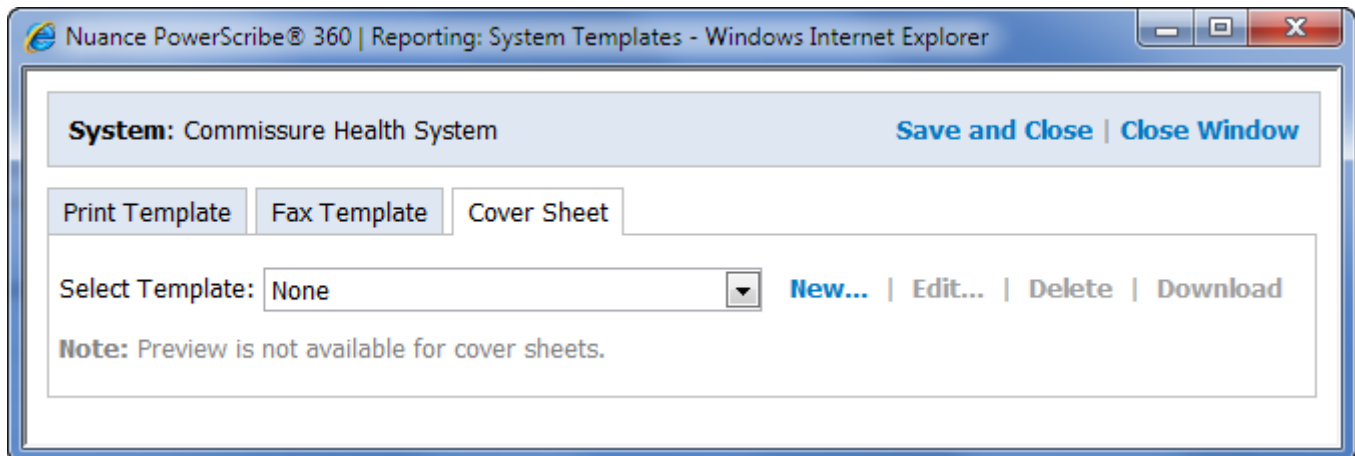 Nuance PowerScribe® 360 | Reporting: System Templates - Windows Internet Explorer
System: Commissure Health System Save and Close | Close Window
Print Template Fax Template Cover Sheet
Select Template: None New... | Edit... | Delete | Download
Note: Preview is not available for cover sheets.